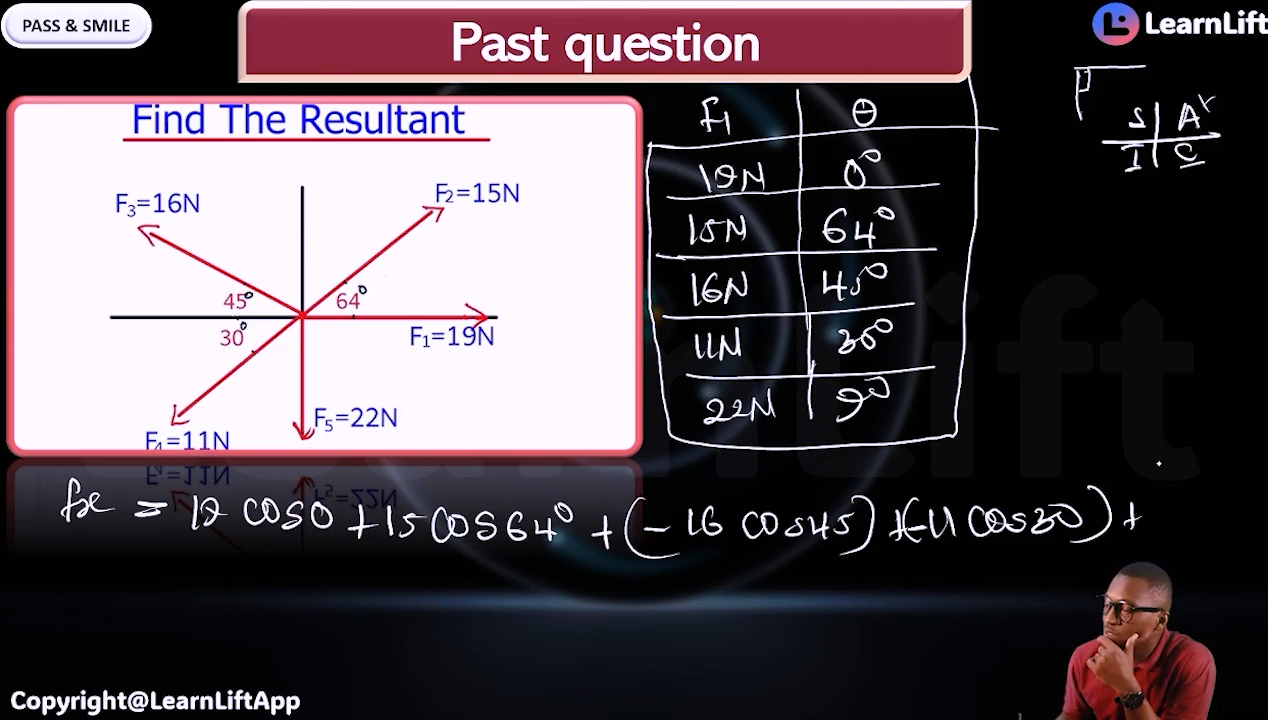 PASS & SMILE
Past question
LearnLift
Find The Resultant
F₃=16N
F₂=15N
45°
64°
30°
F₁=19N
F₅=22N
F₄=11N
F₁ θ
19N 0°
15N 64°
16N 45°
11N 30°
22N 90
S A
T C
fx = 19 cos0 + 15 cos64° + (- 16 cos45) + (-11 cos30) +
Copyright@LearnLiftApp